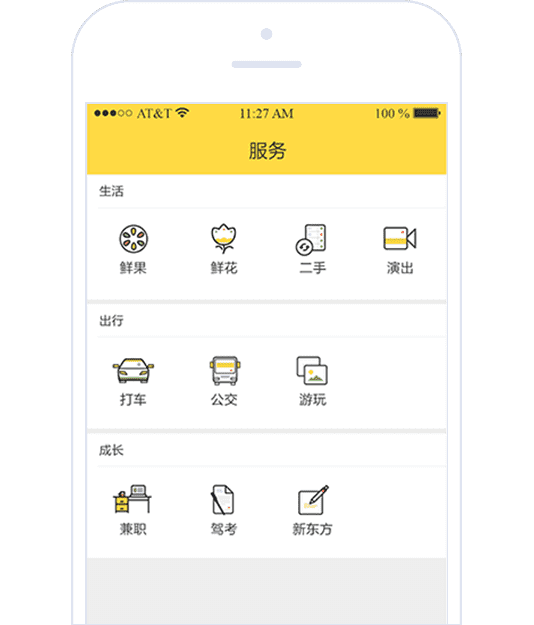 AT&T 11:27 AM 100 %
服务
生活
鲜果 鲜花 二手 演出
出行
打车 公交 游玩
成长
兼职 驾考 新东方